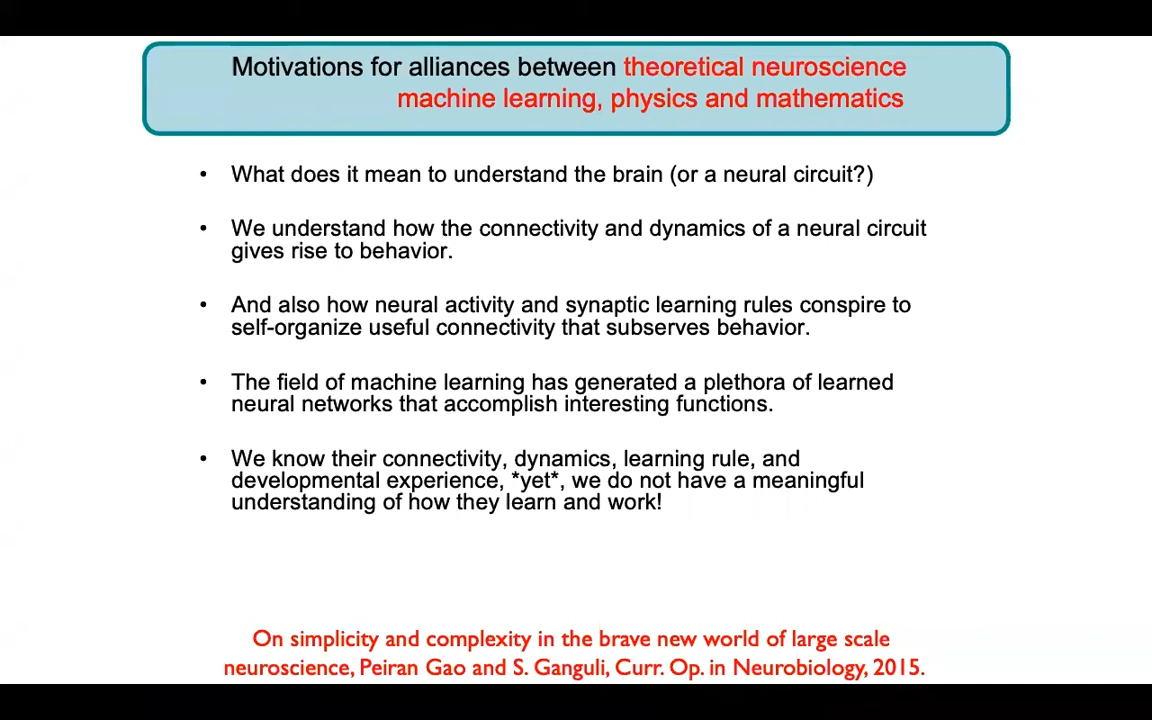 Motivations for alliances between theoretical neuroscience
machine learning, physics and mathematics
• What does it mean to understand the brain (or a neural circuit?)
• We understand how the connectivity and dynamics of a neural circuit
gives rise to behavior.
• And also how neural activity and synaptic learning rules conspire to
self-organize useful connectivity that subserves behavior.
• The field of machine learning has generated a plethora of learned
neural networks that accomplish interesting functions.
• We know their connectivity, dynamics, learning rule, and
developmental experience, *yet*, we do not have a meaningful
understanding of how they learn and work!
On simplicity and complexity in the brave new world of large scale
neuroscience, Peiran Gao and S. Ganguli, Curr. Op. in Neurobiology, 2015.